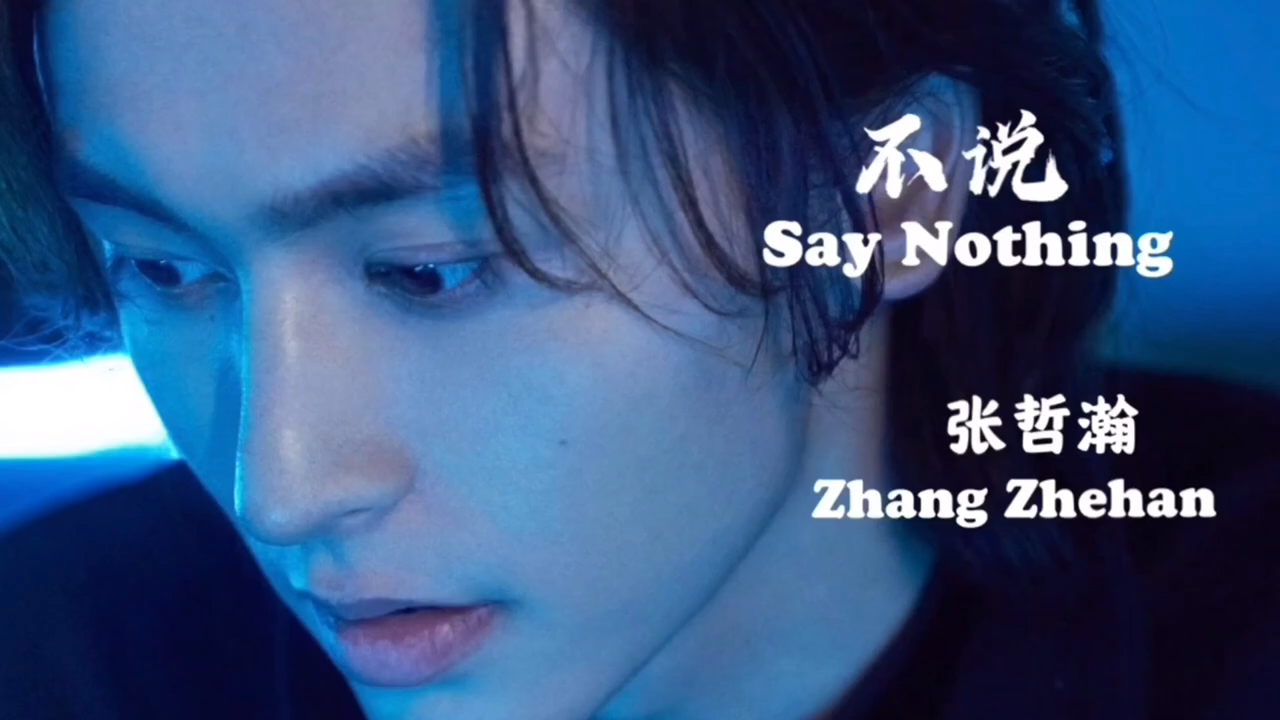 不说
Say Nothing
张哲瀚
Zhang Zhehan